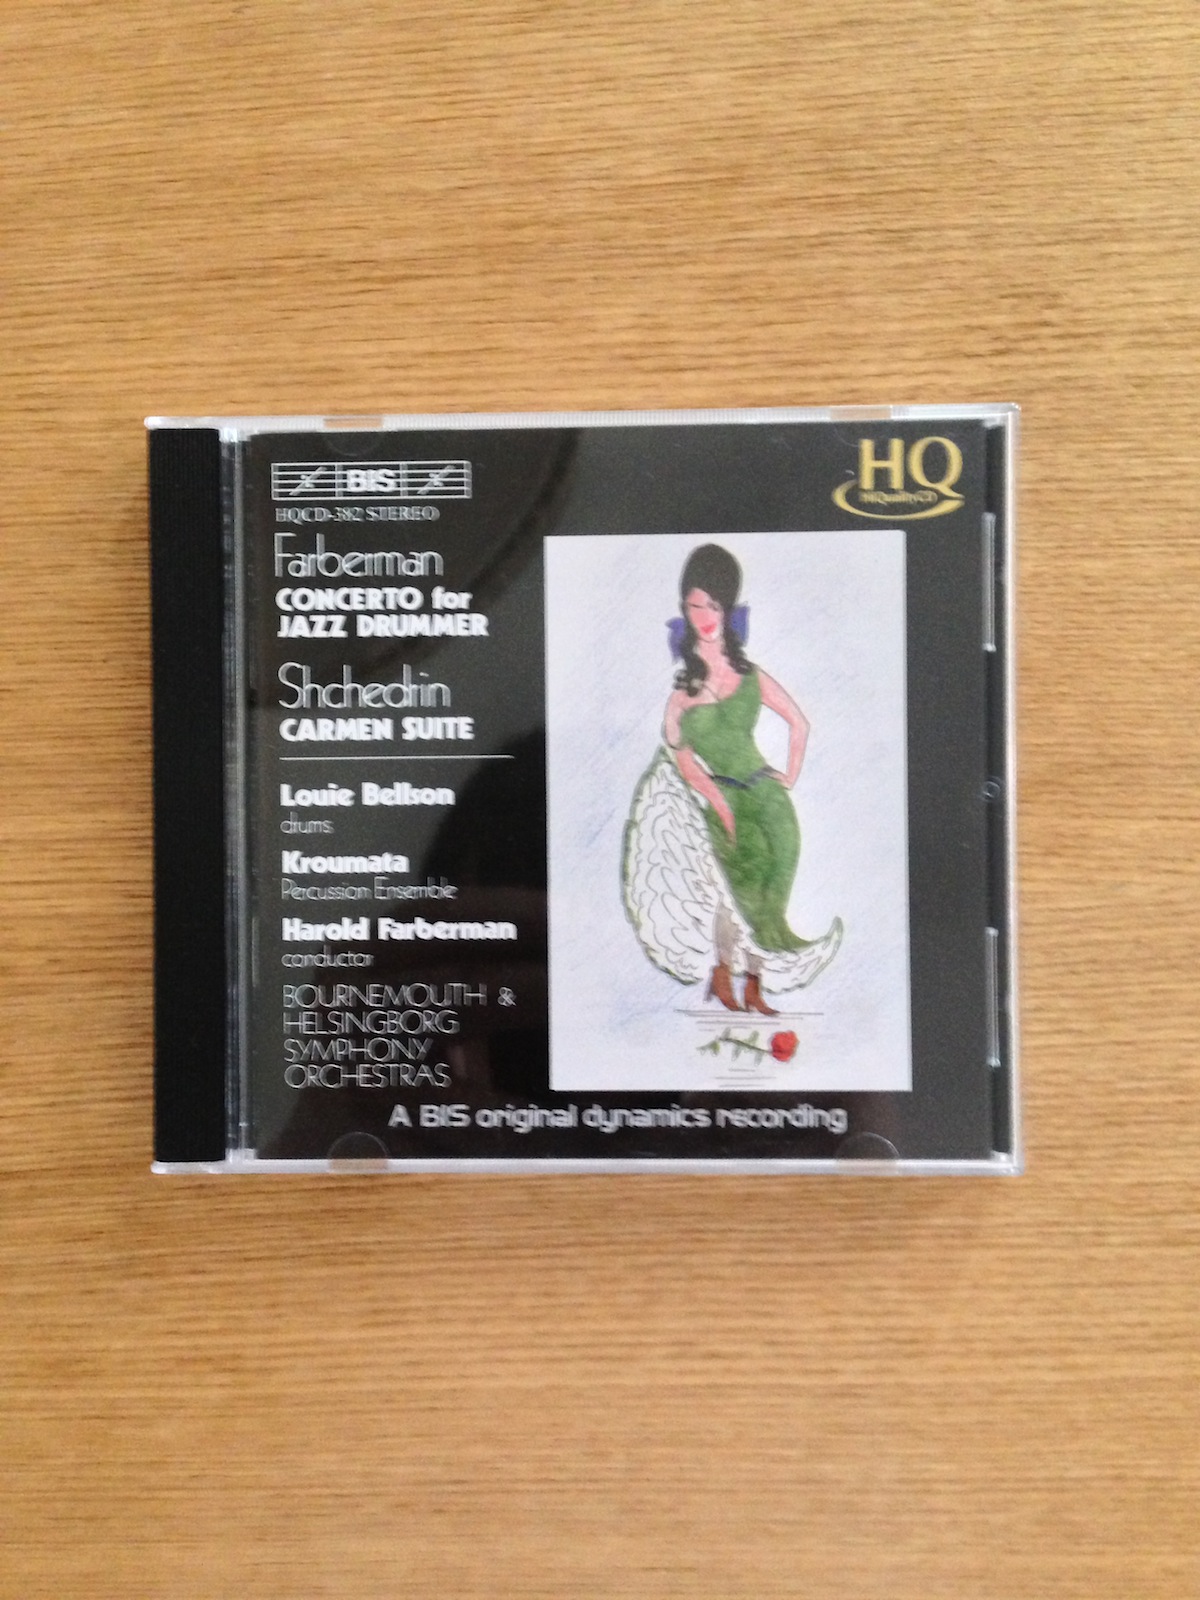 BIS
HQCD-382 STEREO
HQ
HiQualityCD
Farberman
CONCERTO for
JAZZ DRUMMER
Shchedrin
CARMEN SUITE
Louie Bellson
drums
Kroumata
Percussion Ensemble
Harold Farberman
conductor
BOURNEMOUTH &
HELSINGBORG
SYMPHONY
ORCHESTRAS
A BIS original dynamics recording